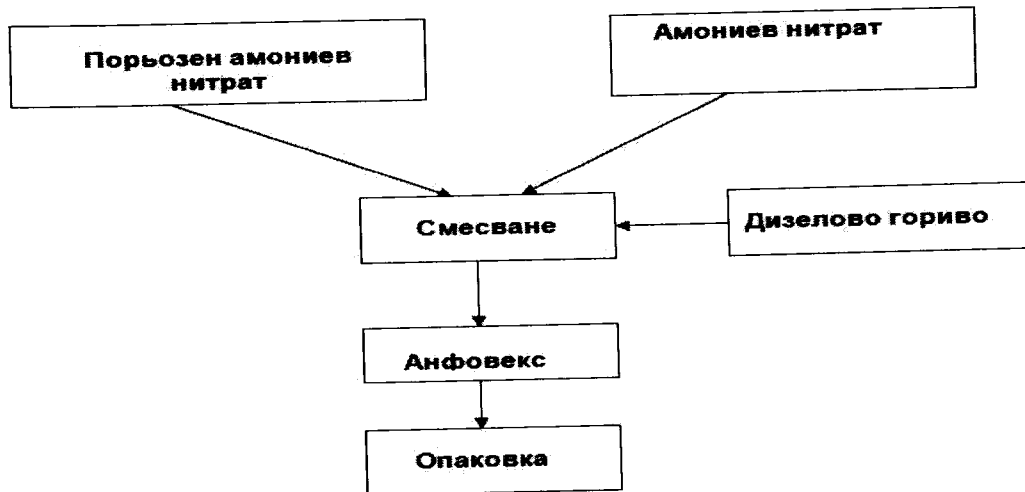 Порьозен амониев
нитрат
Амониев нитрат
Смесване
Дизелово гориво
Анфовекс
Опаковка